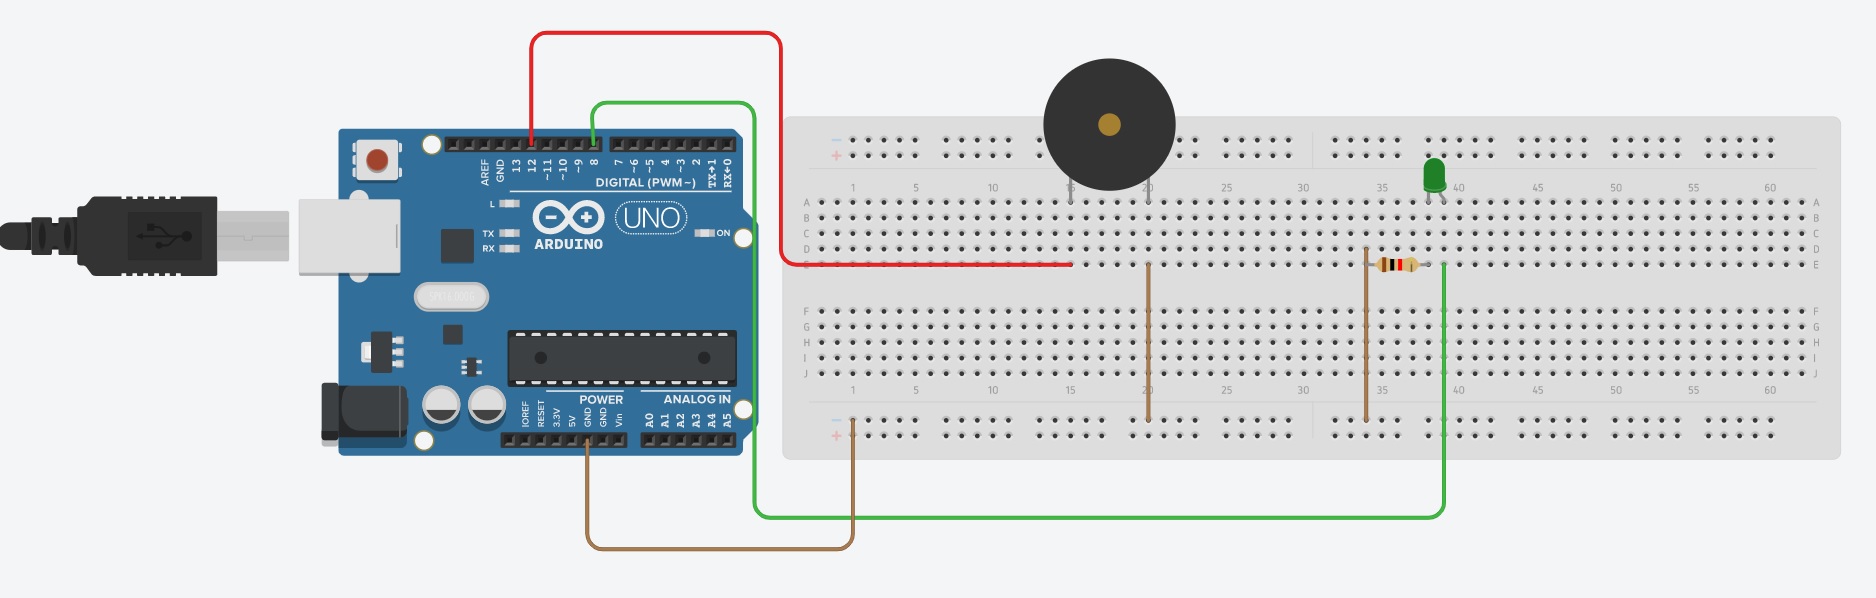 AREF
GND
13
12
~11
~10
~9
8
7
~6
~5
4
~3
2
TX→1
RX←0
DIGITAL (PWM~)
L
TX
RX
UNO
ON
ARDUINO
POWER
ANALOG IN
IOREF
RESET
3.3V
5V
GND
GND
Vin
A0
A1
A2
A3
A4
A5
−
+
1 5 10 15 20 25 30 35 40 45 50 55 60
A A
B B
C C
D D
E E
F F
G G
H H
I I
J J
1 5 10 15 20 25 30 35 40 45 50 55 60
−
+